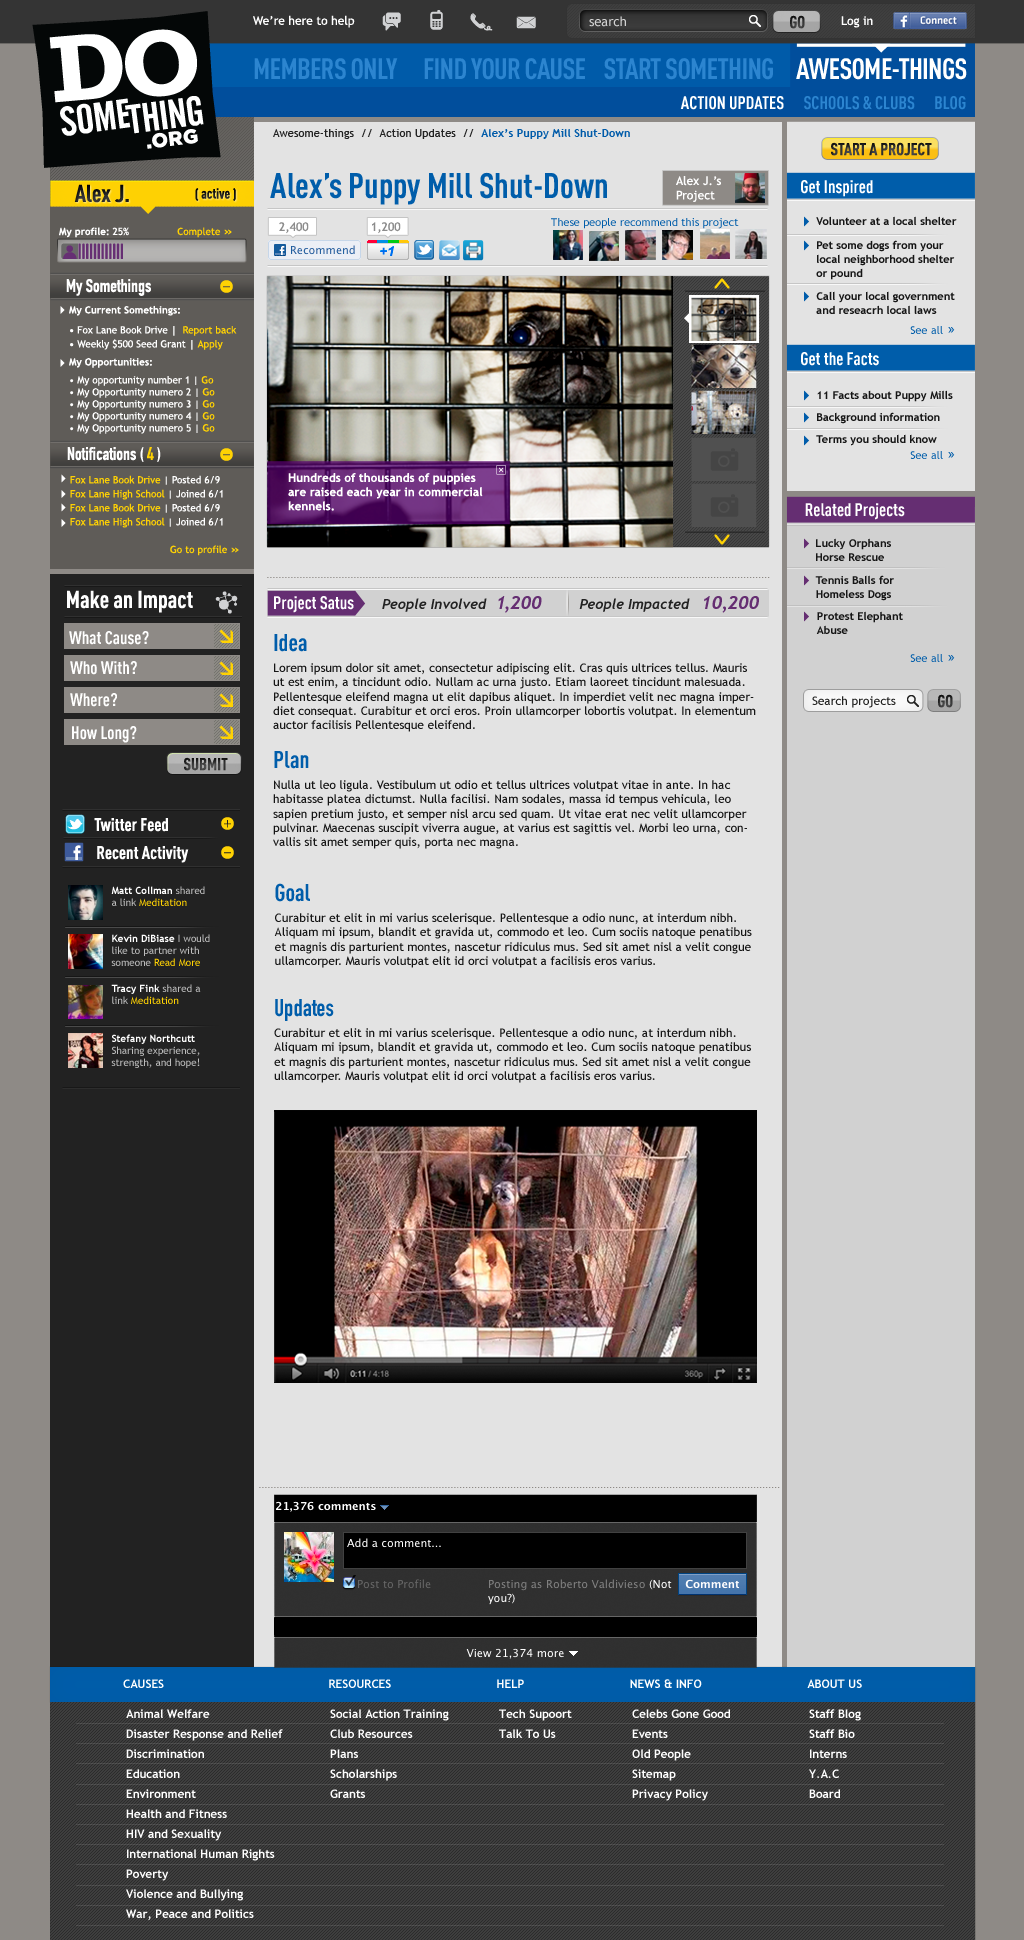 We're here to help
search
GO
Log in
Connect
DO
SOMETHING
.ORG
MEMBERS ONLY
FIND YOUR CAUSE
START SOMETHING
AWESOME-THINGS
ACTION UPDATES
SCHOOLS & CLUBS
BLOG
Alex J.
( active )
My profile: 25%
Complete »
My Somethings
My Current Somethings:
• Fox Lane Book Drive | Report back
• Weekly $500 Seed Grant | Apply
My Opportunities:
• My opportunity number 1 | Go
• My Opportunity numero 2 | Go
• My Opportunity numero 3 | Go
• My Opportunity numero 4 | Go
• My Opportunity numero 5 | Go
Notifications ( 4 )
Fox Lane Book Drive | Posted 6/9
Fox Lane High School | Joined 6/1
Fox Lane Book Drive | Posted 6/9
Fox Lane High School | Joined 6/1
Go to profile »
Make an Impact
What Cause?
Who With?
Where?
How Long?
SUBMIT
Twitter Feed
Recent Activity
Matt Collman shared
a link Meditation
Kevin DiBiase I would
like to partner with
someone Read More
Tracy Fink shared a
link Meditation
Stefany Northcutt
Sharing experience,
strength, and hope!
Awesome-things // Action Updates // Alex's Puppy Mill Shut-Down
Alex's Puppy Mill Shut-Down
Alex J.'s
Project
2,400
Recommend
1,200
+1
These people recommend this project
Hundreds of thousands of puppies
are raised each year in commercial
kennels.
Project Satus
People Involved 1,200
People Impacted 10,200
Idea
Lorem ipsum dolor sit amet, consectetur adipiscing elit. Cras quis ultrices tellus. Mauris
ut est enim, a tincidunt odio. Nullam ac urna justo. Etiam laoreet tincidunt malesuada.
Pellentesque eleifend magna ut elit dapibus aliquet. In imperdiet velit nec magna imper-
diet consequat. Curabitur et orci eros. Proin ullamcorper lobortis volutpat. In elementum
auctor facilisis Pellentesque eleifend.
Plan
Nulla ut leo ligula. Vestibulum ut odio et tellus ultrices volutpat vitae in ante. In hac
habitasse platea dictumst. Nulla facilisi. Nam sodales, massa id tempus vehicula, leo
sapien pretium justo, et semper nisl arcu sed quam. Ut vitae erat nec velit ullamcorper
pulvinar. Maecenas suscipit viverra augue, at varius est sagittis vel. Morbi leo urna, con-
vallis sit amet semper quis, porta nec magna.
Goal
Curabitur et elit in mi varius scelerisque. Pellentesque a odio nunc, at interdum nibh.
Aliquam mi ipsum, blandit et gravida ut, commodo et leo. Cum sociis natoque penatibus
et magnis dis parturient montes, nascetur ridiculus mus. Sed sit amet nisl a velit congue
ullamcorper. Mauris volutpat elit id orci volutpat a facilisis eros varius.
Updates
Curabitur et elit in mi varius scelerisque. Pellentesque a odio nunc, at interdum nibh.
Aliquam mi ipsum, blandit et gravida ut, commodo et leo. Cum sociis natoque penatibus
et magnis dis parturient montes, nascetur ridiculus mus. Sed sit amet nisl a velit congue
ullamcorper. Mauris volutpat elit id orci volutpat a facilisis eros varius.
0:11 / 4:18
360p
21,376 comments
Add a comment...
Post to Profile
Posting as Roberto Valdivieso (Not
you?)
Comment
View 21,374 more
START A PROJECT
Get Inspired
Volunteer at a local shelter
Pet some dogs from your
local neighborhood shelter
or pound
Call your local government
and reseacrh local laws
See all »
Get the Facts
11 Facts about Puppy Mills
Background information
Terms you should know
See all »
Related Projects
Lucky Orphans
Horse Rescue
Tennis Balls for
Homeless Dogs
Protest Elephant
Abuse
See all »
Search projects
GO
CAUSES
Animal Welfare
Disaster Response and Relief
Discrimination
Education
Environment
Health and Fitness
HIV and Sexuality
International Human Rights
Poverty
Violence and Bullying
War, Peace and Politics
RESOURCES
Social Action Training
Club Resources
Plans
Scholarships
Grants
HELP
Tech Supoort
Talk To Us
NEWS & INFO
Celebs Gone Good
Events
Old People
Sitemap
Privacy Policy
ABOUT US
Staff Blog
Staff Bio
Interns
Y.A.C
Board